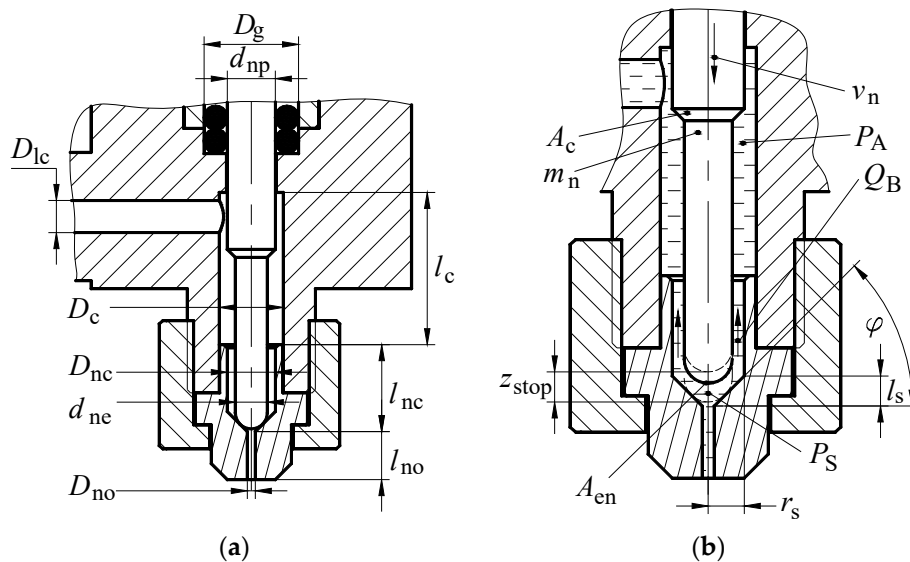 D_g
d_np
D_lc
l_c
D_c
D_nc
l_nc
d_ne
l_no
D_no
(a)
v_n
A_c
P_A
m_n
Q_B
φ
z_stop
l_s
P_S
A_en
r_s
(b)